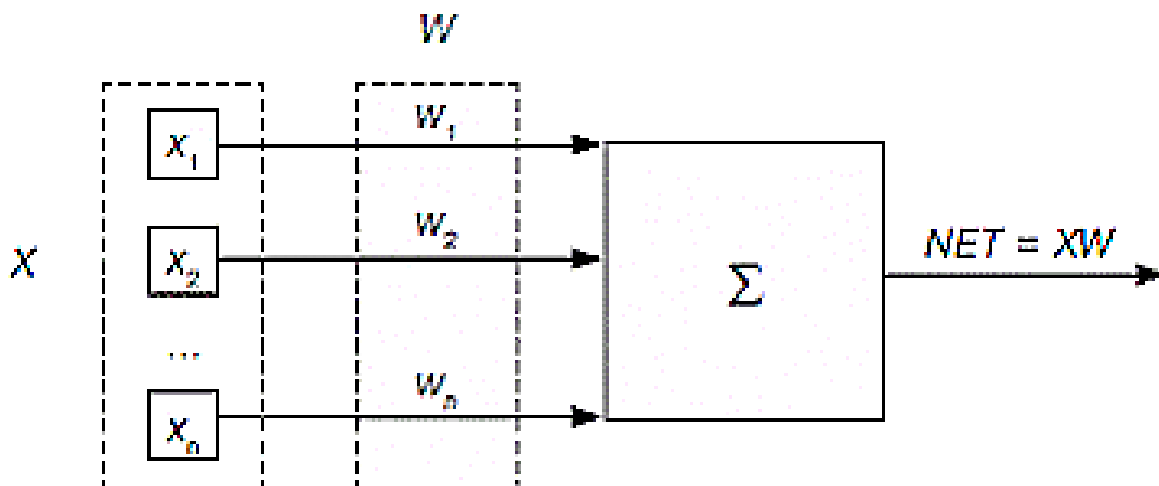 W
X₁
W₁
X
X₂
W₂
...
Xₙ
Wₙ
Σ
NET = XW